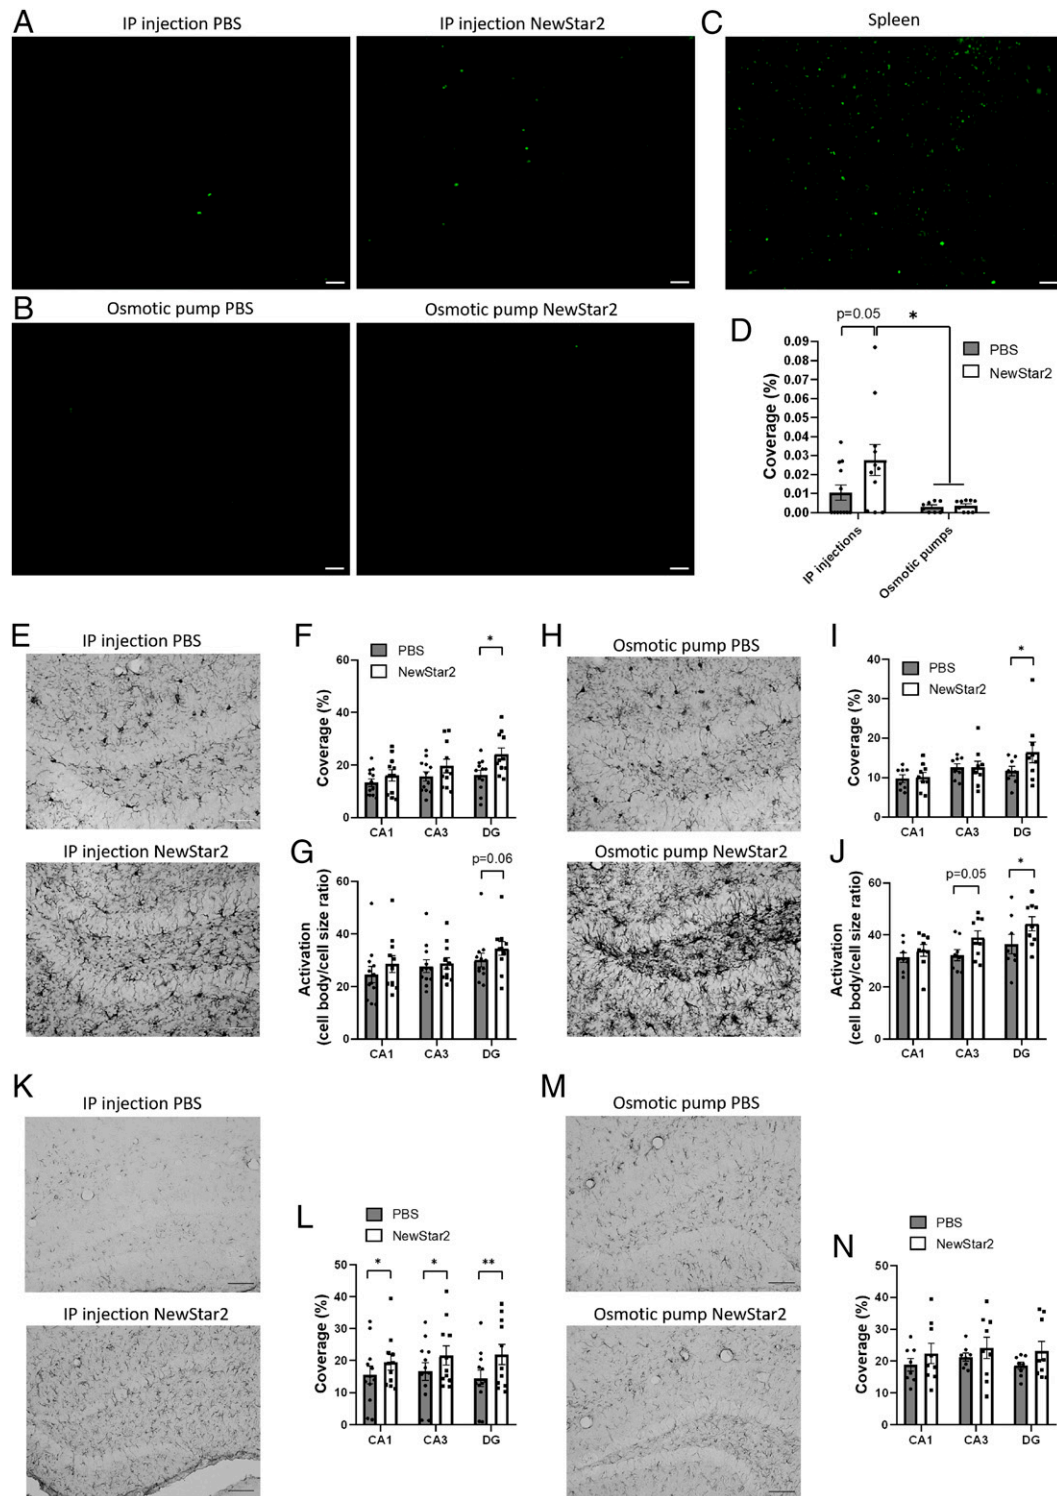 A
IP injection PBS
IP injection NewStar2
C
Spleen
B
Osmotic pump PBS
Osmotic pump NewStar2
D
p=0.05
*
PBS
NewStar2
Coverage (%)
0.09
0.08
0.07
0.06
0.05
0.04
0.03
0.02
0.01
0.00
IP injections
Osmotic pumps
E
IP injection PBS
IP injection NewStar2
F
PBS
NewStar2
*
Coverage (%)
60
40
20
0
CA1 CA3 DG
G
p=0.06
Activation
(cell body/cell size ratio)
60
40
20
0
CA1 CA3 DG
H
Osmotic pump PBS
Osmotic pump NewStar2
I
PBS
NewStar2
*
Coverage (%)
40
30
20
10
0
CA1 CA3 DG
J
p=0.05
*
Activation
(cell body/cell size ratio)
60
40
20
0
CA1 CA3 DG
K
IP injection PBS
IP injection NewStar2
L
PBS
NewStar2
* * **
Coverage (%)
50
40
30
20
10
0
CA1 CA3 DG
M
Osmotic pump PBS
Osmotic pump NewStar2
N
PBS
NewStar2
Coverage (%)
50
40
30
20
10
0
CA1 CA3 DG